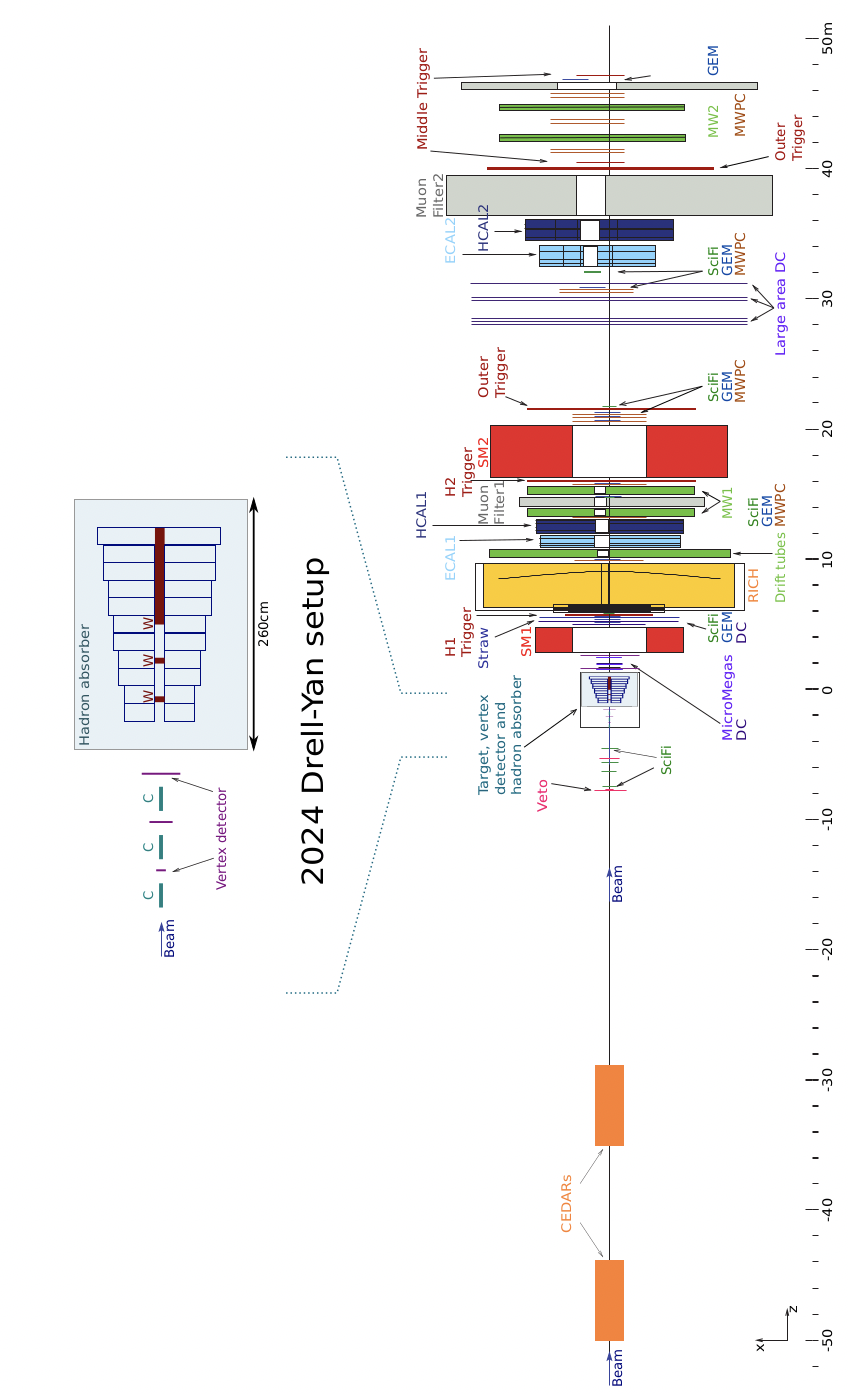 2024 Drell-Yan setup
Beam
C
C
C
Vertex detector
Hadron absorber
W
W
W
260cm
Beam
CEDARs
Beam
Veto
SciFi
Target, vertex
detector and
hadron absorber
MicroMegas
DC
SM1
Straw
H1
Trigger
SciFi
GEM
DC
RICH
Drift tubes
ECAL1
HCAL1
Muon
Filter1
MW1
H2
Trigger
SciFi
GEM
MWPC
SM2
Outer
Trigger
SciFi
GEM
MWPC
Large area DC
SciFi
GEM
MWPC
ECAL2
HCAL2
Muon
Filter2
Outer
Trigger
Middle Trigger
MW2
MWPC
GEM
x
z
-50
-40
-30
-20
-10
0
10
20
30
40
50m